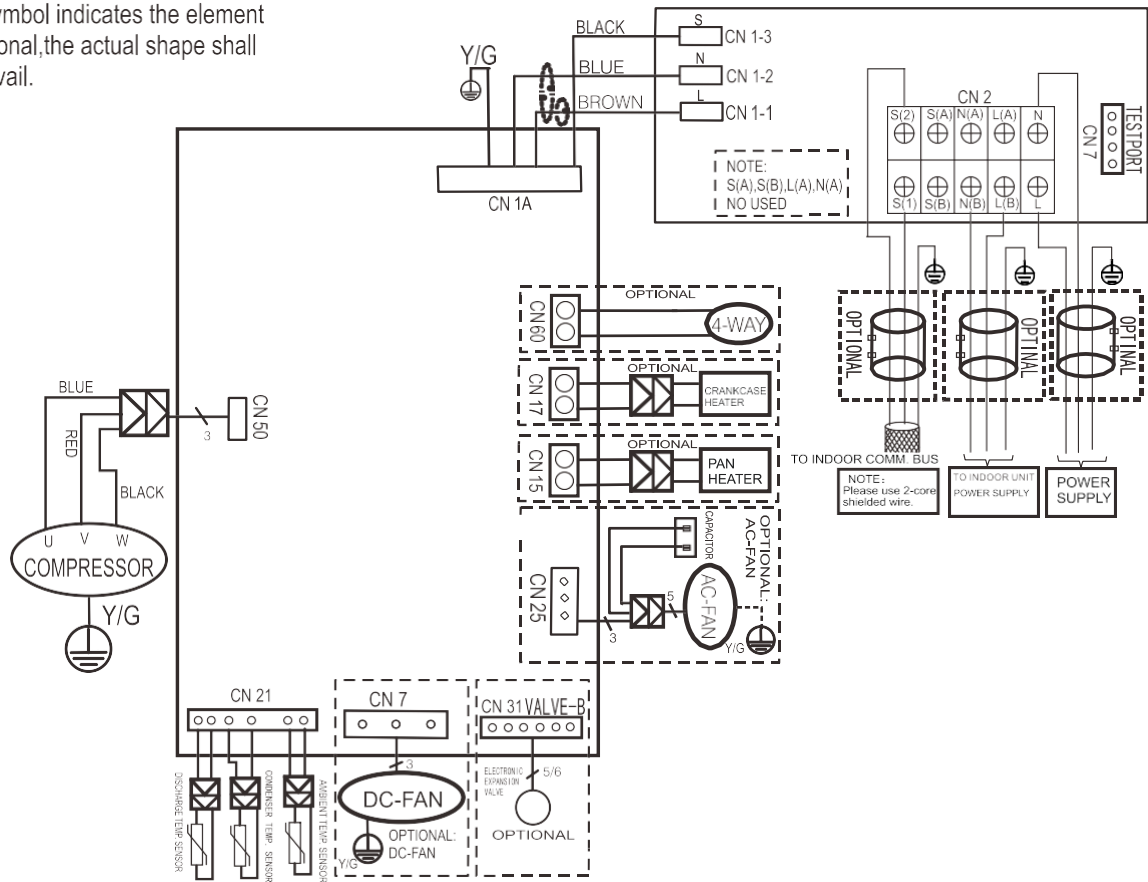 ymbol indicates the element
onal,the actual shape shall
vail.
Y/G
BLACK
BLUE
BROWN
S
CN 1-3
N
CN 1-2
L
CN 1-1
CN 1A
NOTE:
S(A),S(B),L(A),N(A)
NO USED
CN 2
S(2) S(A) N(A) L(A) N
S(1) S(B) N(B) L(B) L
TESTPORT
CN 7
OPTIONAL
CN 60
4-WAY
OPTIONAL
CN 17
CRANKCASE
HEATER
OPTIONAL
CN 15
PAN
HEATER
OPTIONAL
OPTINAL
OPTINAL
TO INDOOR COMM. BUS
NOTE:
Please use 2-core
shielded wire.
TO INDOOR UNIT
POWER SUPPLY
POWER
SUPPLY
BLUE
RED
BLACK
3
CN 50
U V W
COMPRESSOR
Y/G
CAPACITOR
OPTIONAL:
AC-FAN
CN 25
3
5
AC-FAN
Y/G
CN 21
DISCHARGE TEMP. SENSOR
CONDENSER TEMP. SENSOR
AMBIENT TEMP. SENSOR
CN 7
3
DC-FAN
Y/G
OPTIONAL:
DC-FAN
CN 31 VALVE-B
ELECTRONIC
EXPANSION
VALVE
5/6
OPTIONAL